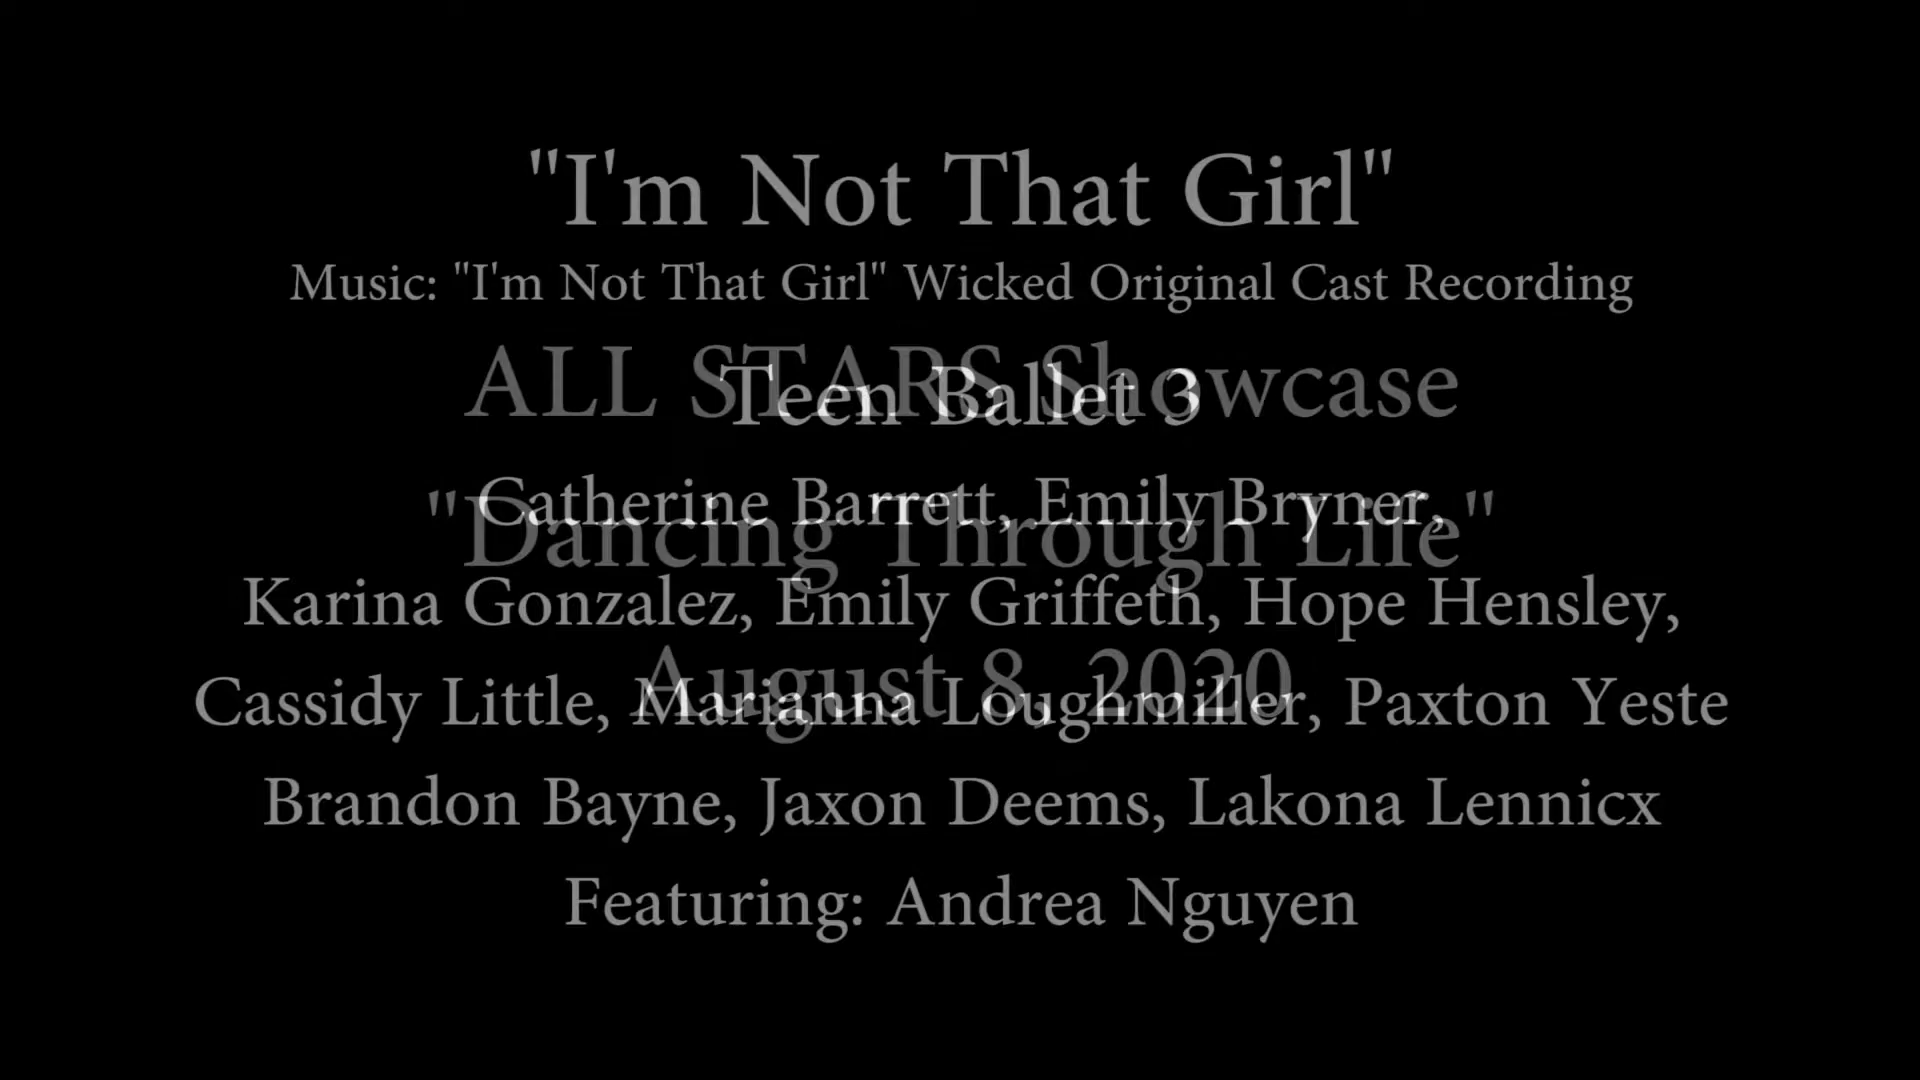 "I'm Not That Girl"
Music: "I'm Not That Girl" Wicked Original Cast Recording
ALL STARS Showcase
Teen Ballet 3
Catherine Barrett, Emily Bryner,
"Dancing Through Life"
Karina Gonzalez, Emily Griffeth, Hope Hensley,
August 8, 2020
Cassidy Little, Marianna Loughmiller, Paxton Yeste
Brandon Bayne, Jaxon Deems, Lakona Lennicx
Featuring: Andrea Nguyen